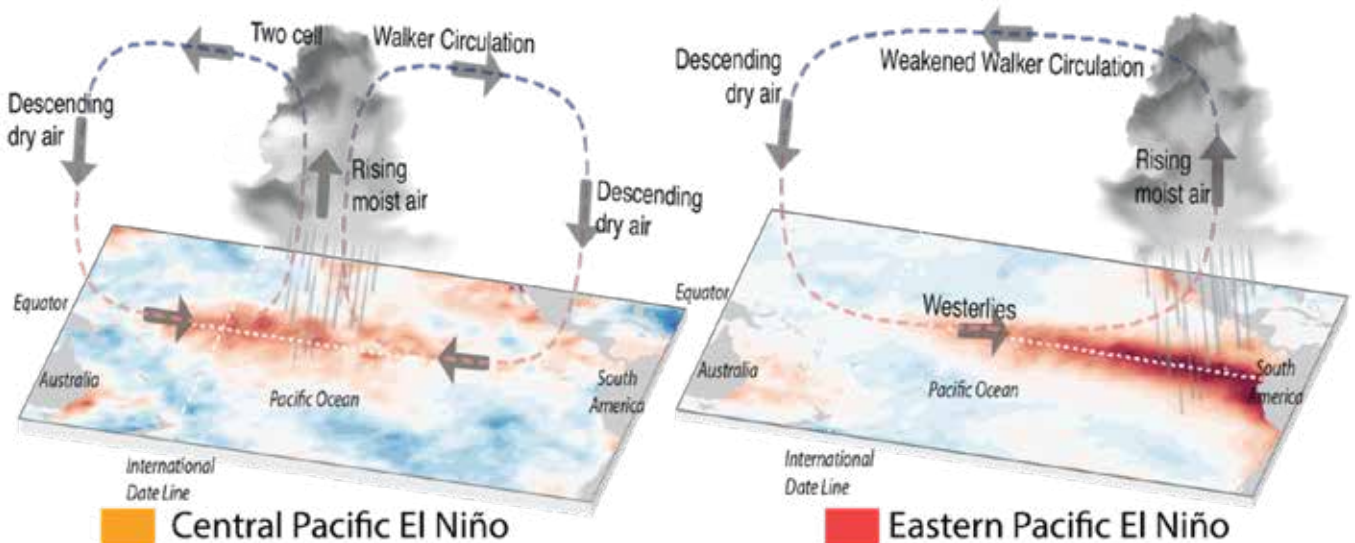 Two cell
Walker Circulation
Descending
dry air
Rising
moist air
Descending
dry air
Equator
Australia
Pacific Ocean
South
America
International
Date Line
Central Pacific El Niño
Descending
dry air
Weakened Walker Circulation
Rising
moist air
Equator
Westerlies
Australia
Pacific Ocean
South
America
International
Date Line
Eastern Pacific El Niño